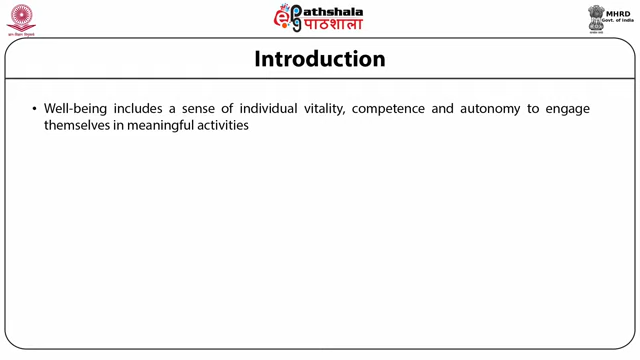 ePathshala
पाठशाला
MHRD
Govt. of India
Introduction
• Well-being includes a sense of individual vitality, competence and autonomy to engage
themselves in meaningful activities